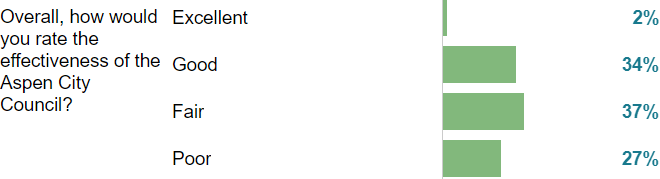 Overall, how would
you rate the
effectiveness of the
Aspen City
Council?
Excellent 2%
Good 34%
Fair 37%
Poor 27%